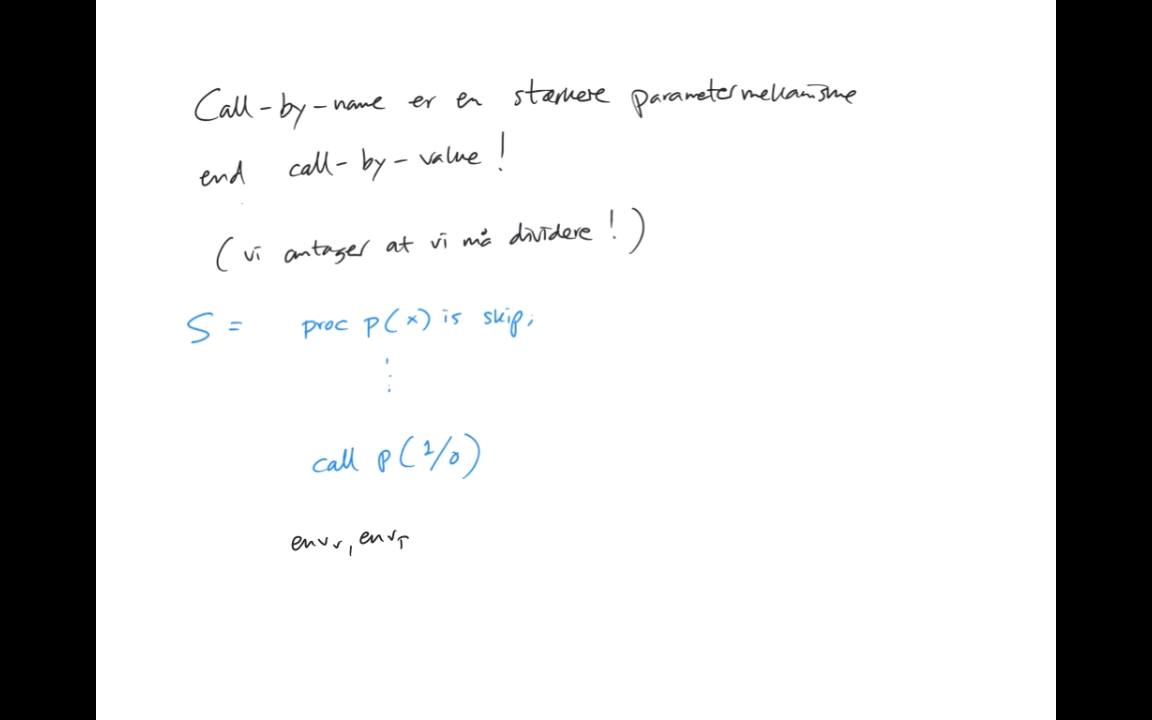 Call-by-name er en stærkere parametermekanisme
end call-by-value!
(vi antager at vi må dividere!)
S = proc p(x) is skip;
⋮
call p(1/0)
env_V, env_T